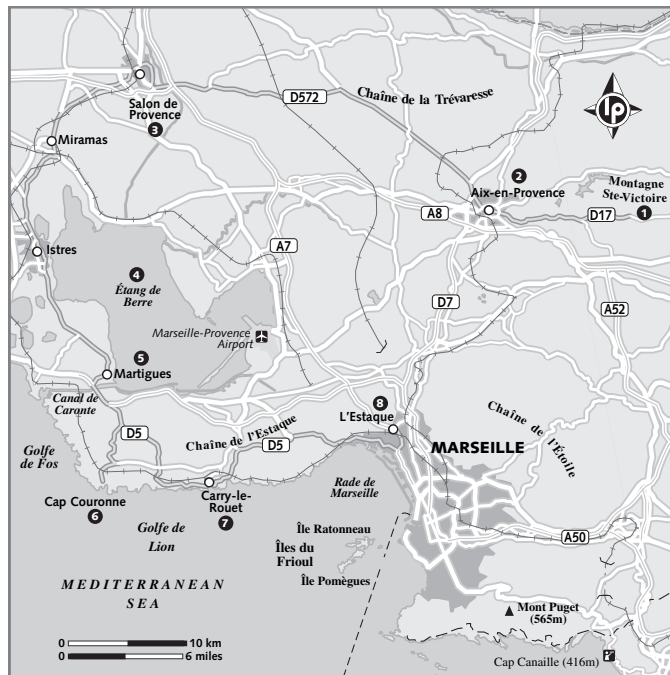 D572
Chaîne de la Trévaresse
lp
Salon de
Provence
3
Miramas
2
Aix-en-Provence
Montagne
Ste-Victoire
1
A8
D17
Istres
A7
4
Étang de
Berre
D7
A52
Marseille-Provence
Airport
5
Martigues
Canal de
Caronte
8
L'Estaque
Chaîne de
l'Étoile
D5
Chaîne de l'Estaque
D5
MARSEILLE
Golfe
de Fos
Carry-le-
Rouet
7
Rade de
Marseille
Cap Couronne
6
Golfe de
Lion
Île Ratonneau
Îles du
Frioul
Île Pomègues
A50
MEDITERRANEAN
SEA
Mont Puget
(565m)
0 10 km
0 6 miles
Cap Canaille (416m)